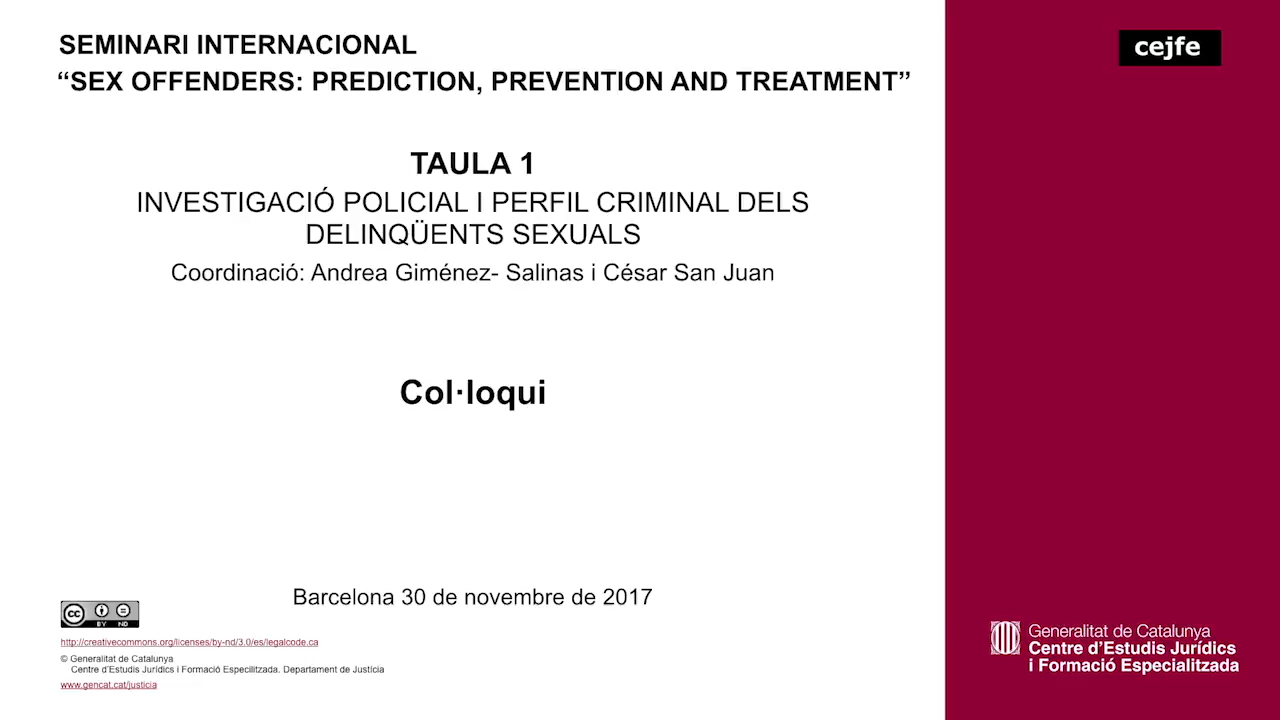 SEMINARI INTERNACIONAL
“SEX OFFENDERS: PREDICTION, PREVENTION AND TREATMENT”
cejfe
TAULA 1
INVESTIGACIÓ POLICIAL I PERFIL CRIMINAL DELS
DELINQÜENTS SEXUALS
Coordinació: Andrea Giménez- Salinas i César San Juan
Col·loqui
Barcelona 30 de novembre de 2017
cc BY ND
http://creativecommons.org/licenses/by-nd/3.0/es/legalcode.ca
© Generalitat de Catalunya
Centre d’Estudis Jurídics i Formació Especilitzada. Departament de Justícia
www.gencat.cat/justicia
Generalitat de Catalunya
Centre d’Estudis Jurídics
i Formació Especialitzada